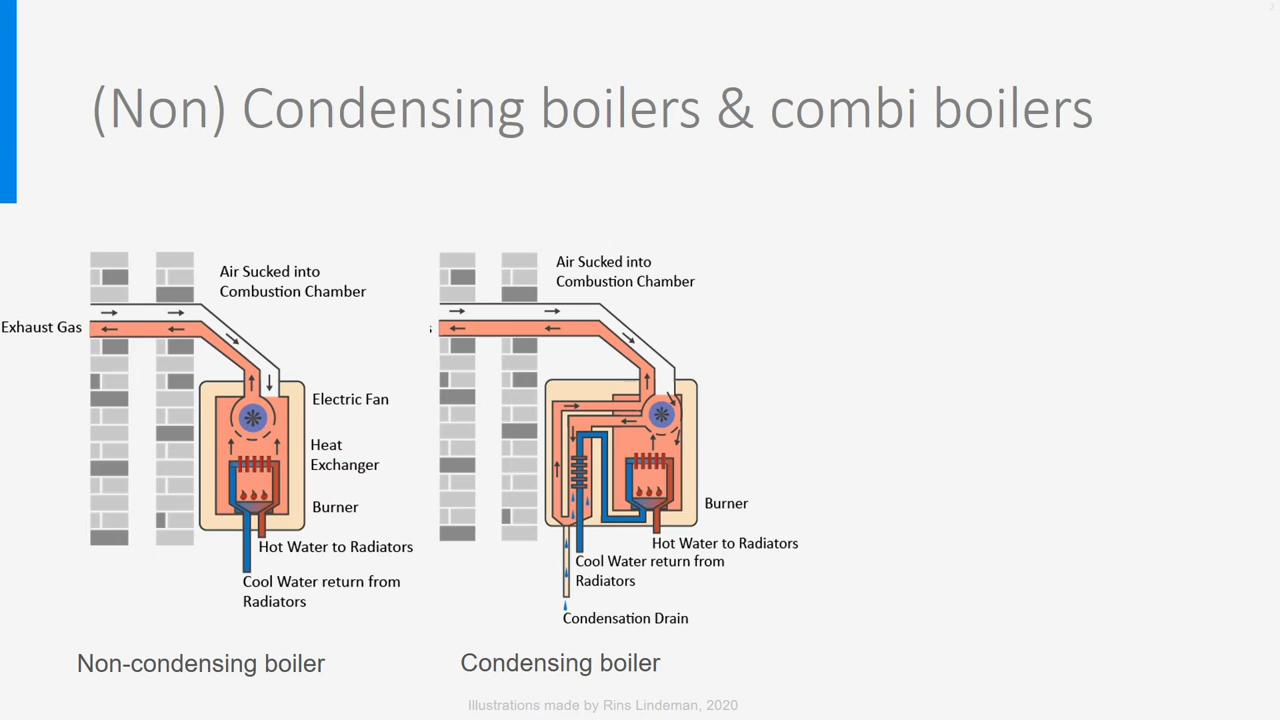 2
(Non) Condensing boilers & combi boilers
Air Sucked into
Combustion Chamber
Exhaust Gas
Electric Fan
Heat
Exchanger
Burner
Hot Water to Radiators
Cool Water return from
Radiators
Non-condensing boiler
Air Sucked into
Combustion Chamber
s
Burner
Hot Water to Radiators
Cool Water return from
Radiators
Condensation Drain
Condensing boiler
Illustrations made by Rins Lindeman, 2020